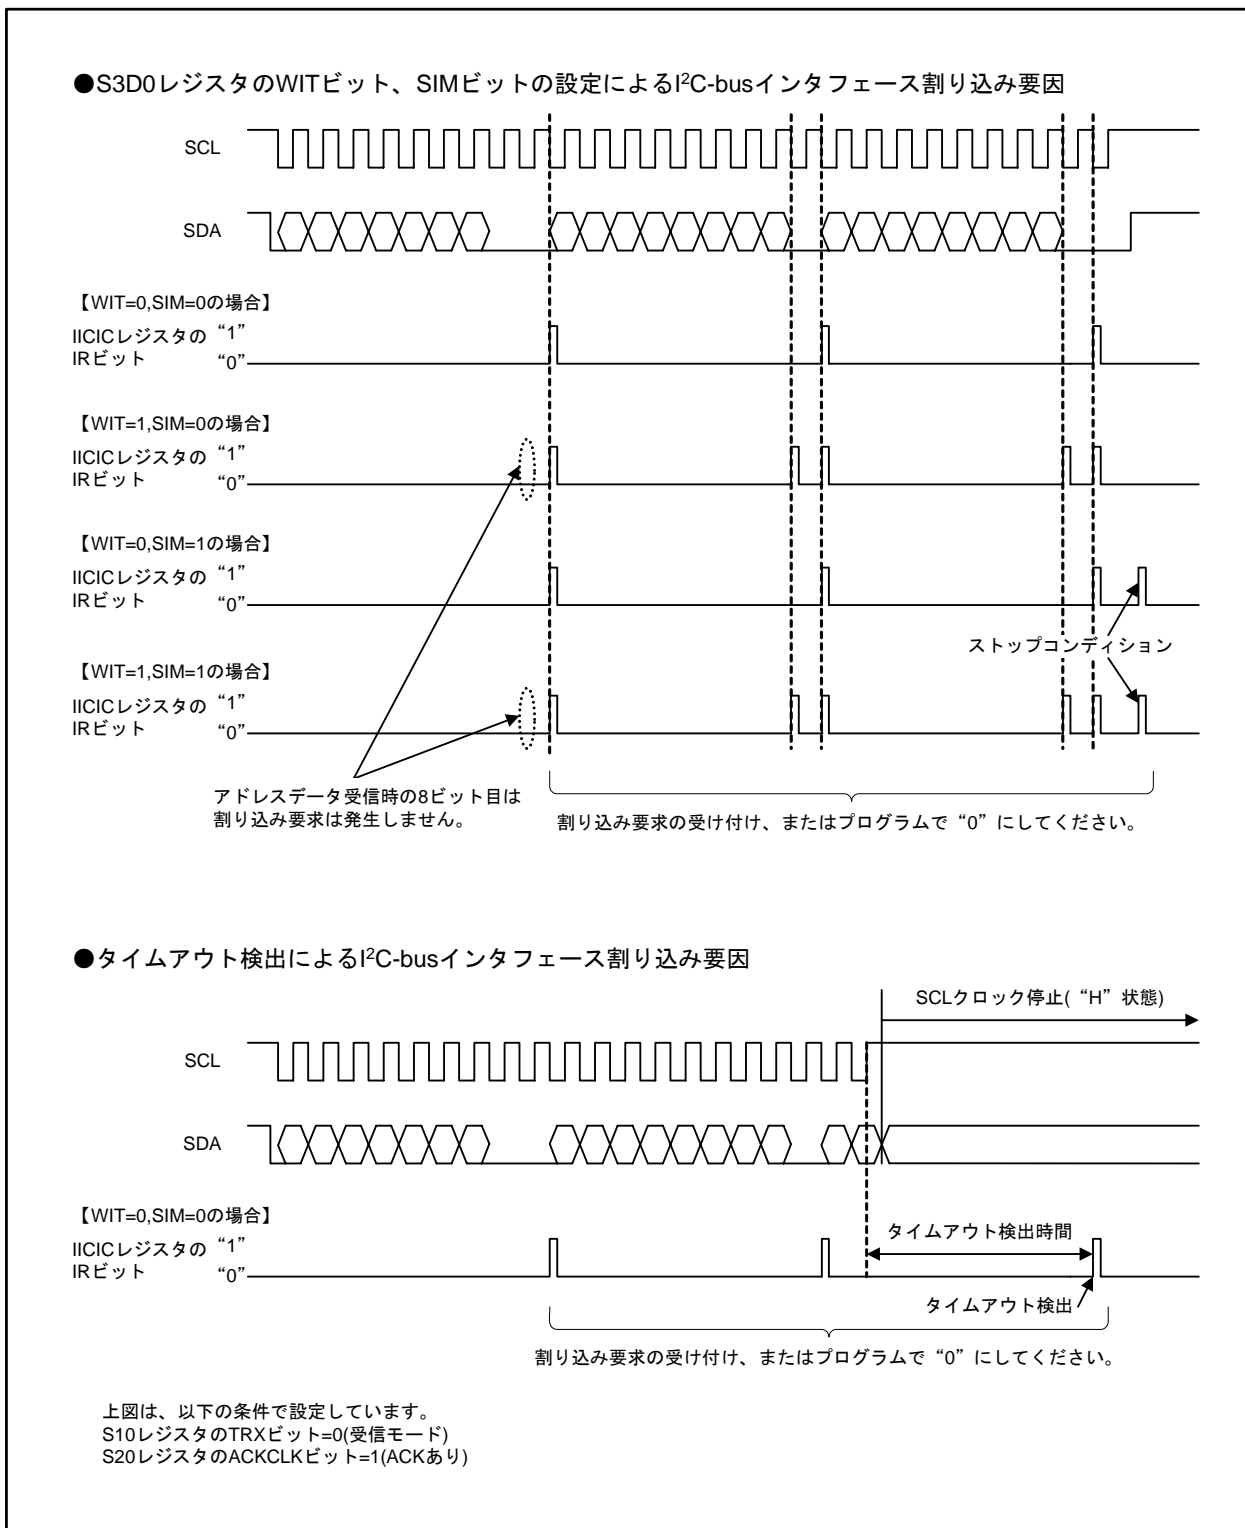 ●S3D0レジスタのWITビット、SIMビットの設定によるI²C-busインタフェース割り込み要因
SCL
SDA
【WIT=0,SIM=0の場合】
IICICレジスタの “1”
IRビット “0”
【WIT=1,SIM=0の場合】
IICICレジスタの “1”
IRビット “0”
【WIT=0,SIM=1の場合】
IICICレジスタの “1”
IRビット “0”
ストップコンディション
【WIT=1,SIM=1の場合】
IICICレジスタの “1”
IRビット “0”
アドレスデータ受信時の8ビット目は
割り込み要求は発生しません。
割り込み要求の受け付け、またはプログラムで“0”にしてください。
●タイムアウト検出によるI²C-busインタフェース割り込み要因
SCLクロック停止(“H”状態)
SCL
SDA
【WIT=0,SIM=0の場合】
IICICレジスタの “1”
IRビット “0”
タイムアウト検出時間
タイムアウト検出
割り込み要求の受け付け、またはプログラムで“0”にしてください。
上図は、以下の条件で設定しています。
S10レジスタのTRXビット=0(受信モード)
S20レジスタのACKCLKビット=1(ACKあり)